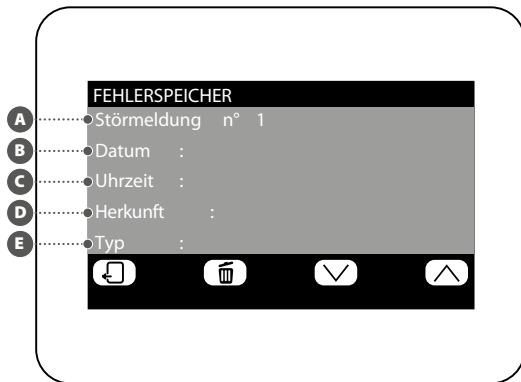 FEHLERSPEICHER
A Störmeldung n° 1
B Datum :
C Uhrzeit :
D Herkunft :
E Typ :